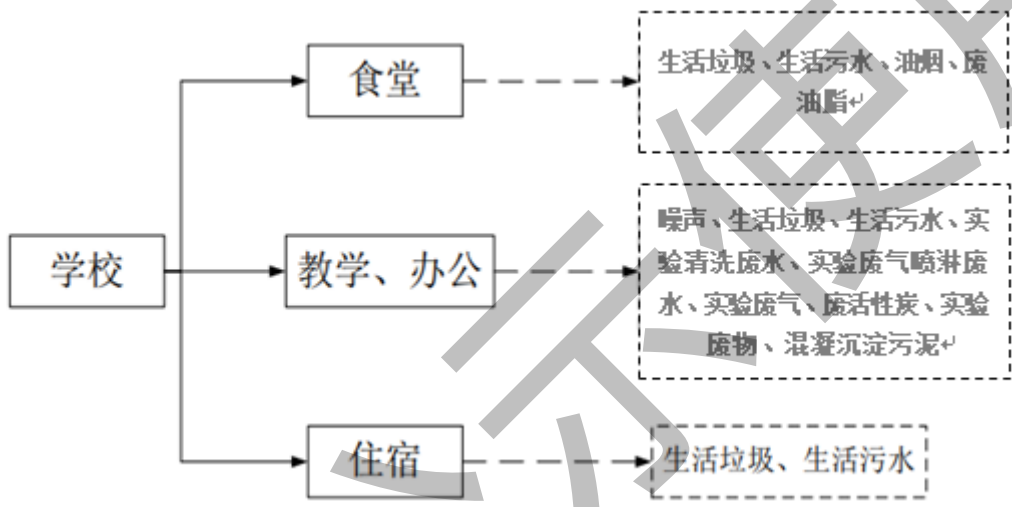 食堂
生活垃圾、生活污水、油烟、废
油脂↵
学校
教学、办公
噪声、生活垃圾、生活污水、实
验清洗废水、实验废气喷淋废
水、实验废气、废活性炭、实验
废物、混凝沉淀污泥↵
住宿
生活垃圾、生活污水
示使